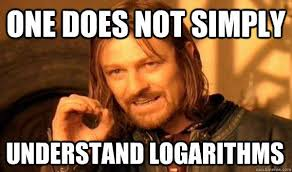 ONE DOES NOT SIMPLY
UNDERSTAND LOGARITHMS